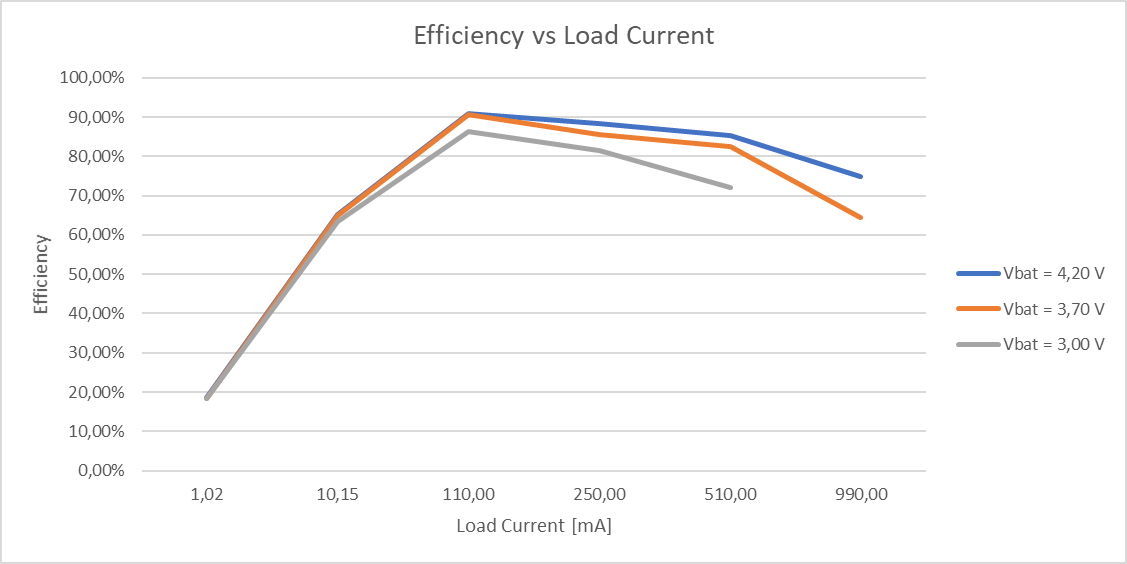 Efficiency vs Load Current
100,00%
90,00%
80,00%
70,00%
60,00%
50,00%
40,00%
30,00%
20,00%
10,00%
0,00%
Efficiency
1,02 10,15 110,00 250,00 510,00 990,00
Load Current [mA]
Vbat = 4,20 V
Vbat = 3,70 V
Vbat = 3,00 V